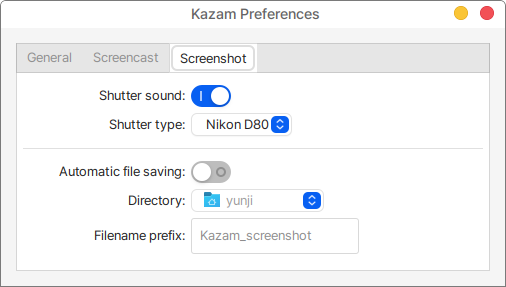 Kazam Preferences
General Screencast Screenshot
Shutter sound:
Shutter type: Nikon D80
Automatic file saving:
Directory: yunji
Filename prefix: Kazam_screenshot